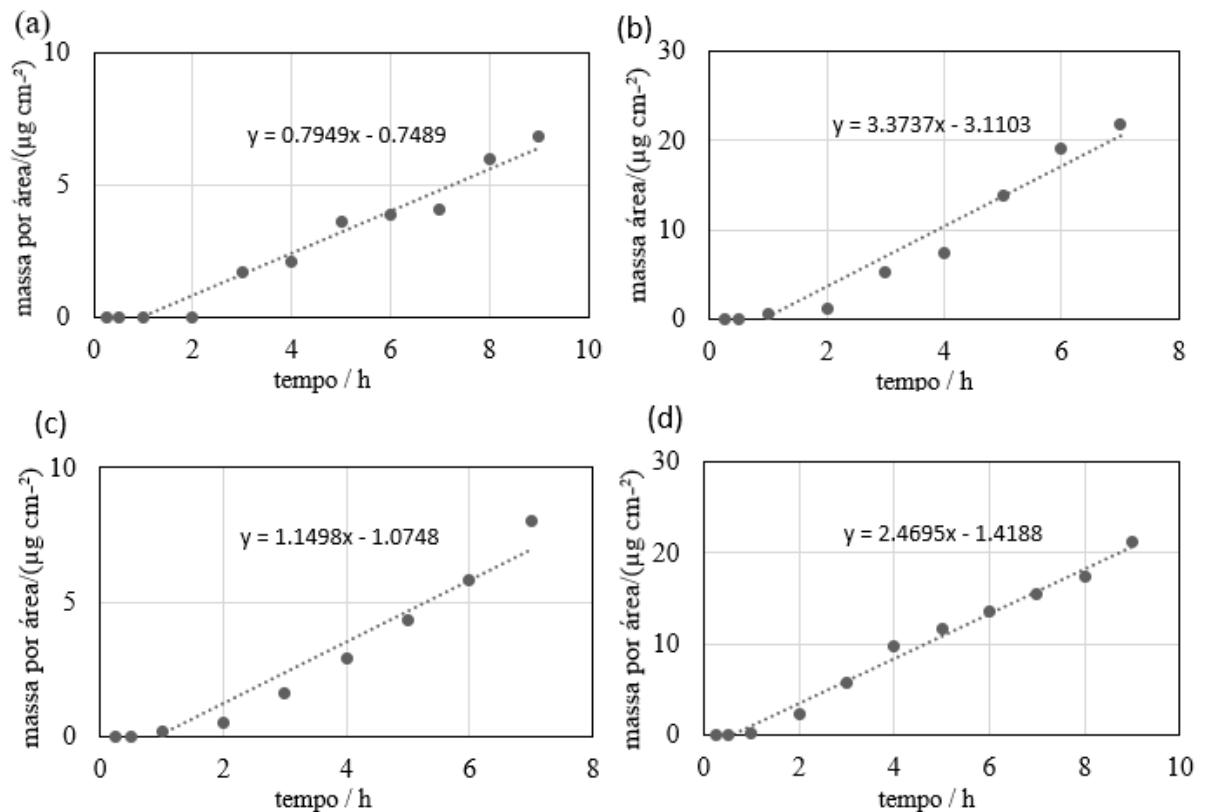 (a)
10
5
0
0 2 4 6 8 10
massa por área/(µg cm-²)
tempo / h
y = 0.7949x - 0.7489
(b)
30
20
10
0
0 2 4 6 8
massa área/(µg cm-²)
tempo / h
y = 3.3737x - 3.1103
(c)
10
5
0
0 2 4 6 8
massa por área/(µg cm-²)
tempo / h
y = 1.1498x - 1.0748
(d)
30
20
10
0
0 2 4 6 8 10
massa por área/(µg cm-²)
tempo / h
y = 2.4695x - 1.4188